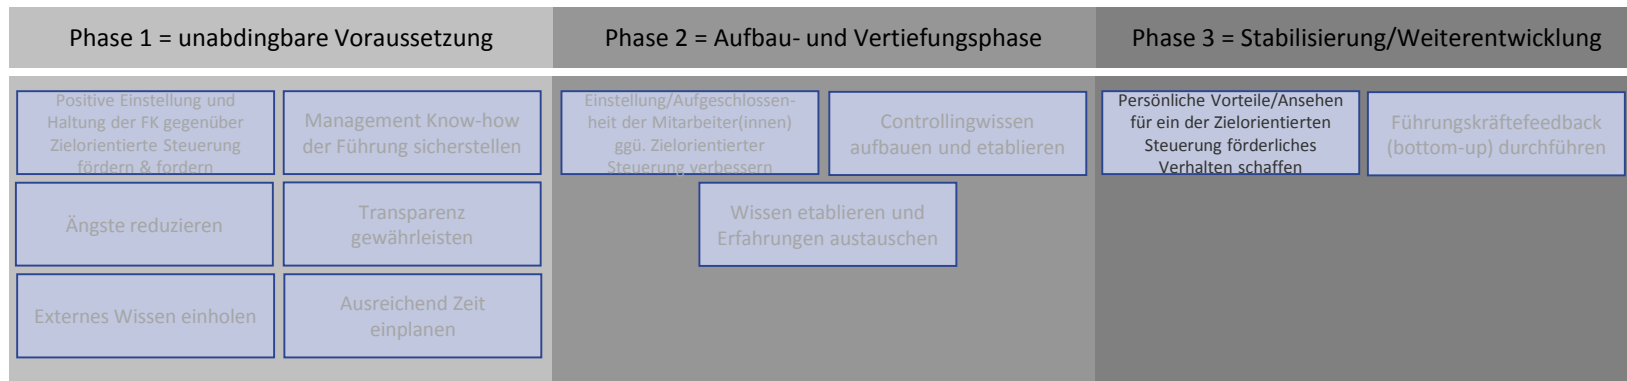 Phase 1 = unabdingbare Voraussetzung
Phase 2 = Aufbau- und Vertiefungsphase
Phase 3 = Stabilisierung/Weiterentwicklung
Positive Einstellung und
Haltung der FK gegenüber
Zielorientierte Steuerung
fördern & fordern
Management Know-how
der Führung sicherstellen
Ängste reduzieren
Transparenz
gewährleisten
Externes Wissen einholen
Ausreichend Zeit
einplanen
Einstellung/Aufgeschlossen-
heit der Mitarbeiter(innen)
ggü. Zielorientierter
Steuerung verbessern
Controllingwissen
aufbauen und etablieren
Wissen etablieren und
Erfahrungen austauschen
Persönliche Vorteile/Ansehen
für ein der Zielorientierten
Steuerung förderliches
Verhalten schaffen
Führungskräftefeedback
(bottom-up) durchführen